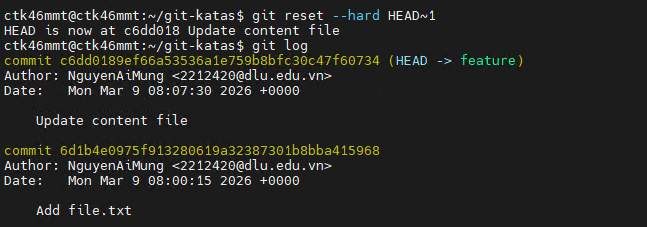 ctk46mmt@ctk46mmt:~/git-katas$ git reset --hard HEAD~1
HEAD is now at c6dd018 Update content file
ctk46mmt@ctk46mmt:~/git-katas$ git log
commit c6dd0189ef66a53536a1e759b8bfc30c47f60734 (HEAD -> feature)
Author: NguyenAiMung <2212420@dlu.edu.vn>
Date:   Mon Mar 9 08:07:30 2026 +0000

    Update content file

commit 6d1b4e0975f913280619a32387301b8bba415968
Author: NguyenAiMung <2212420@dlu.edu.vn>
Date:   Mon Mar 9 08:00:15 2026 +0000

    Add file.txt